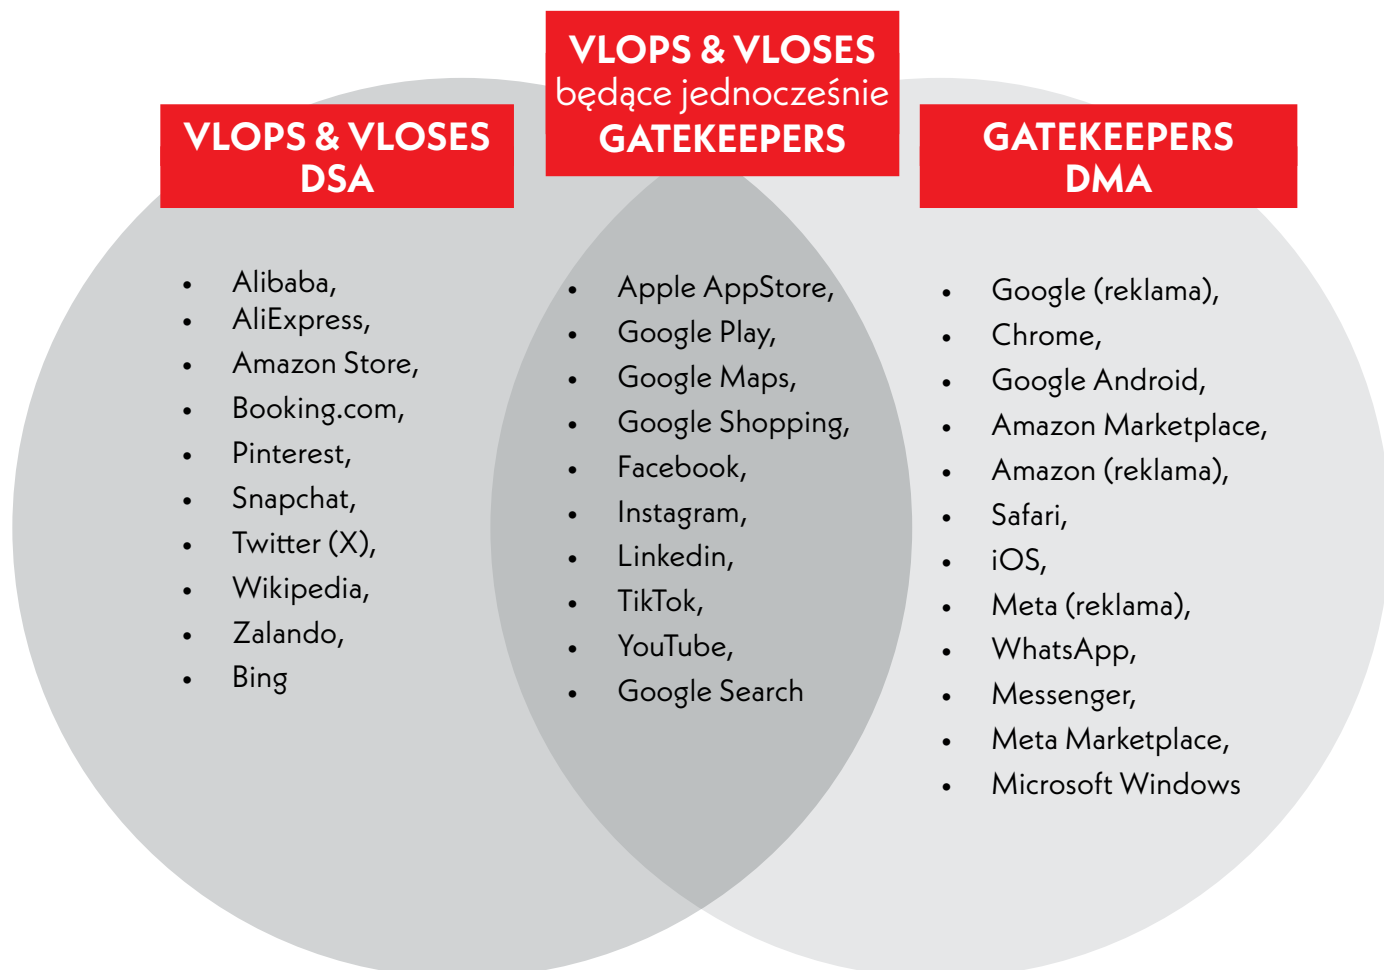 VLOPS & VLOSES
DSA
• Alibaba,
• AliExpress,
• Amazon Store,
• Booking.com,
• Pinterest,
• Snapchat,
• Twitter (X),
• Wikipedia,
• Zalando,
• Bing
VLOPS & VLOSES
będące jednocześnie
GATEKEEPERS
• Apple AppStore,
• Google Play,
• Google Maps,
• Google Shopping,
• Facebook,
• Instagram,
• Linkedin,
• TikTok,
• YouTube,
• Google Search
GATEKEEPERS
DMA
• Google (reklama),
• Chrome,
• Google Android,
• Amazon Marketplace,
• Amazon (reklama),
• Safari,
• iOS,
• Meta (reklama),
• WhatsApp,
• Messenger,
• Meta Marketplace,
• Microsoft Windows